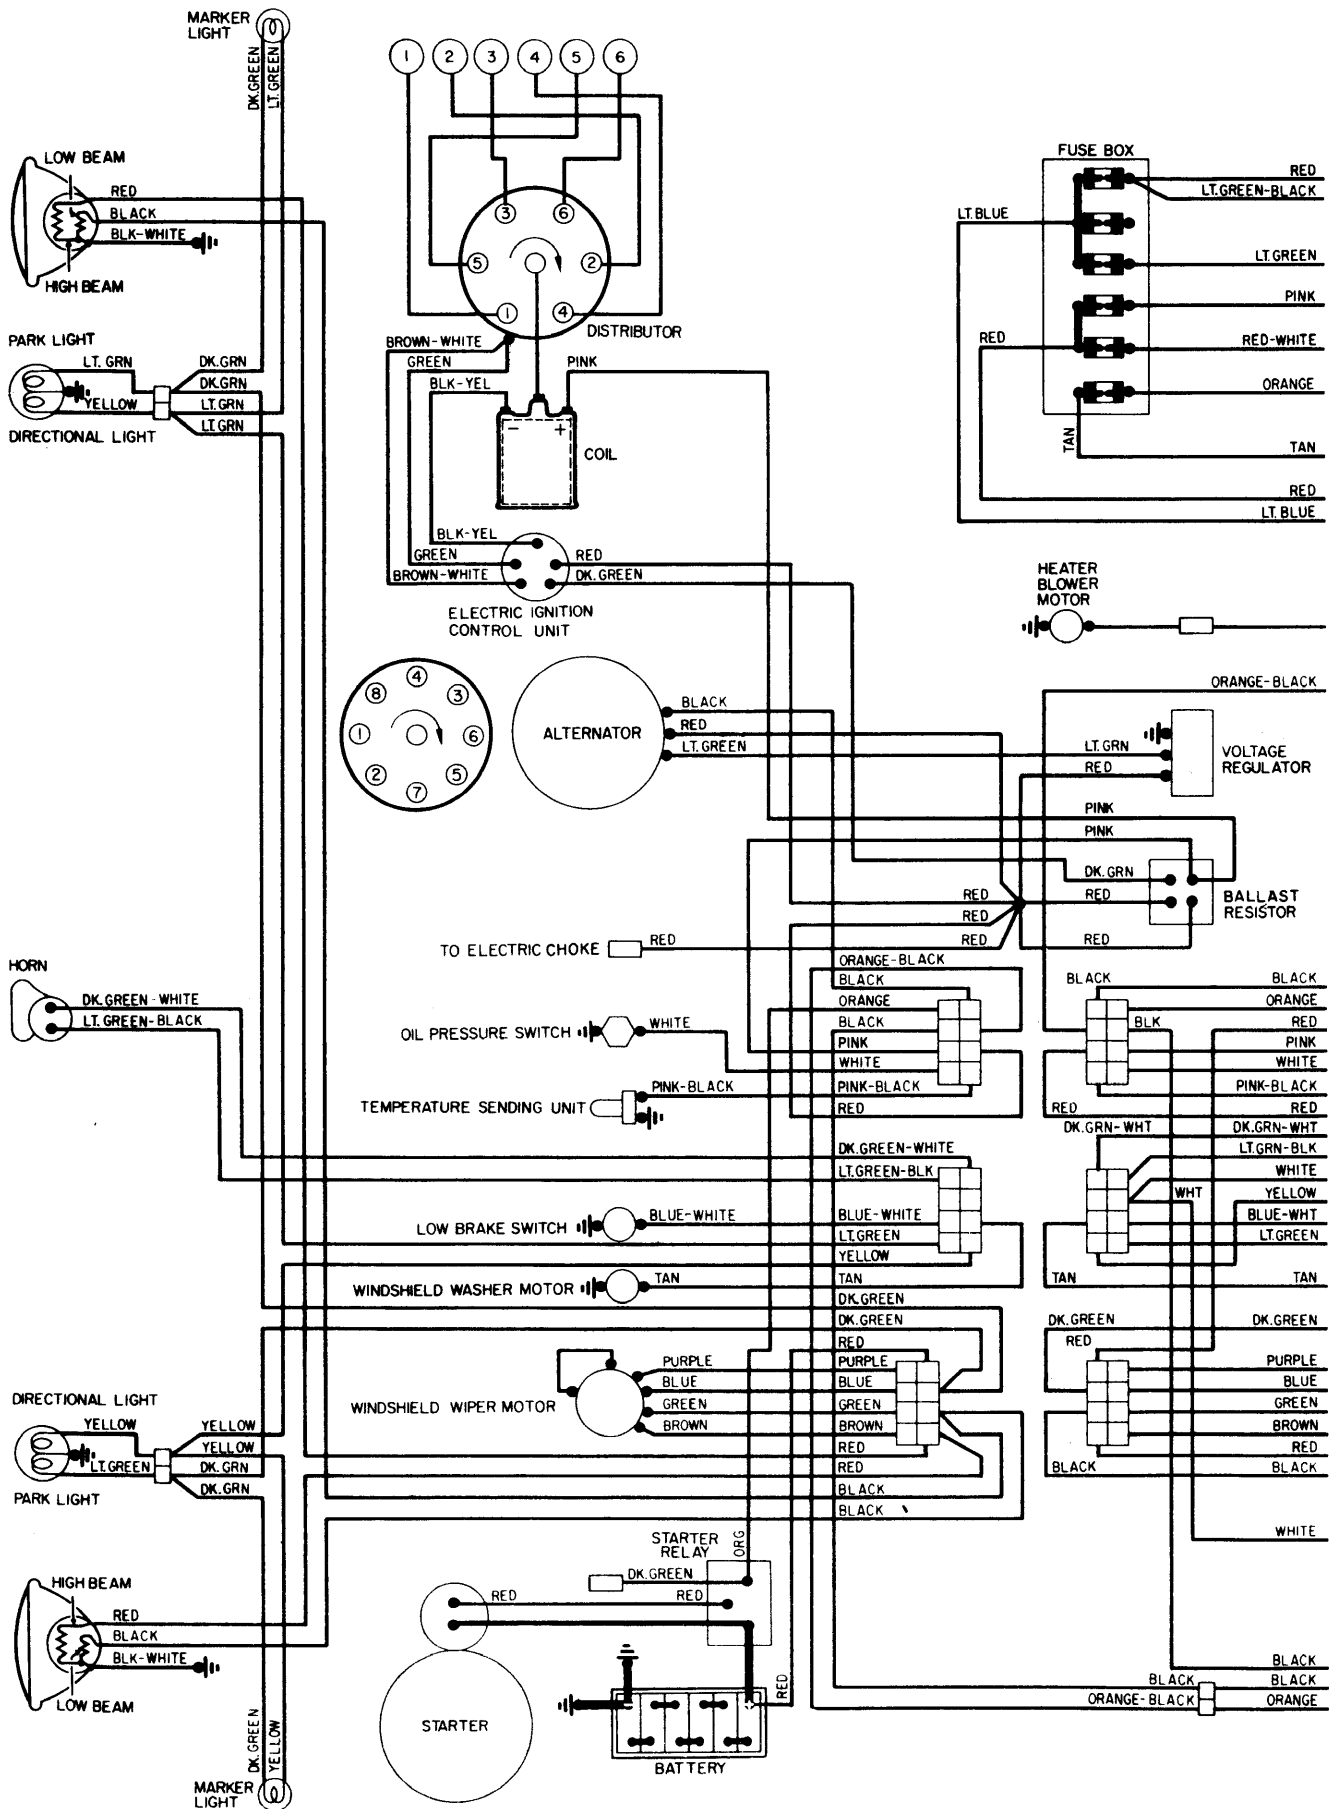 MARKER
LIGHT
DK.GREEN
LT. GREEN
1 2 3 4 5 6
LOW BEAM
RED
BLACK
BLK-WHITE
HIGH BEAM
3 6
5 2
1 4
DISTRIBUTOR
FUSE BOX
RED
LT. GREEN-BLACK
LT. BLUE
LT. GREEN
PINK
RED
RED-WHITE
ORANGE
TAN
TAN
RED
LT. BLUE
PARK LIGHT
LT. GRN
DK.GRN
DK.GRN
YELLOW
LT. GRN
LT. GRN
DIRECTIONAL LIGHT
BROWN-WHITE
GREEN
PINK
BLK-YEL
- +
COIL
BLK-YEL
GREEN
RED
BROWN-WHITE
DK. GREEN
ELECTRIC IGNITION
CONTROL UNIT
HEATER
BLOWER
MOTOR
4
8 3
1 6
2 5
7
ALTERNATOR
BLACK
RED
LT. GREEN
ORANGE-BLACK
LT. GRN
RED
VOLTAGE
REGULATOR
PINK
PINK
DK. GRN
RED
RED
BALLAST
RESISTOR
RED
TO ELECTRIC CHOKE
RED
RED
RED
HORN
DK. GREEN-WHITE
LT. GREEN-BLACK
ORANGE-BLACK
BLACK
ORANGE
OIL PRESSURE SWITCH
WHITE
BLACK
PINK
WHITE
TEMPERATURE SENDING UNIT
PINK-BLACK
PINK-BLACK
RED
BLACK
BLACK
ORANGE
BLK
RED
PINK
WHITE
PINK-BLACK
RED
RED
DK.GREEN-WHITE
LT. GREEN-BLK
DK.GRN-WHT
DK.GRN-WHT
LT.GRN-BLK
WHITE
WHT
YELLOW
LOW BRAKE SWITCH
BLUE-WHITE
BLUE-WHITE
BLUE-WHT
LT. GREEN
LT. GREEN
YELLOW
WINDSHIELD WASHER MOTOR
TAN
TAN
TAN
TAN
DK. GREEN
DK. GREEN
DK. GREEN
DK. GREEN
RED
RED
WINDSHIELD WIPER MOTOR
PURPLE
PURPLE
PURPLE
BLUE
BLUE
BLUE
GREEN
GREEN
GREEN
BROWN
BROWN
BROWN
RED
RED
RED
BLACK
BLACK
BLACK
BLACK
WHITE
DIRECTIONAL LIGHT
YELLOW
YELLOW
YELLOW
LT. GREEN
DK. GRN
DK. GRN
PARK LIGHT
STARTER
RELAY
ORG
DK. GREEN
RED
RED
HIGH BEAM
RED
BLACK
BLK-WHITE
LOW BEAM
STARTER
RED
BATTERY
BLACK
BLACK
BLACK
ORANGE-BLACK
ORANGE
DK. GREEN
YELLOW
MARKER
LIGHT